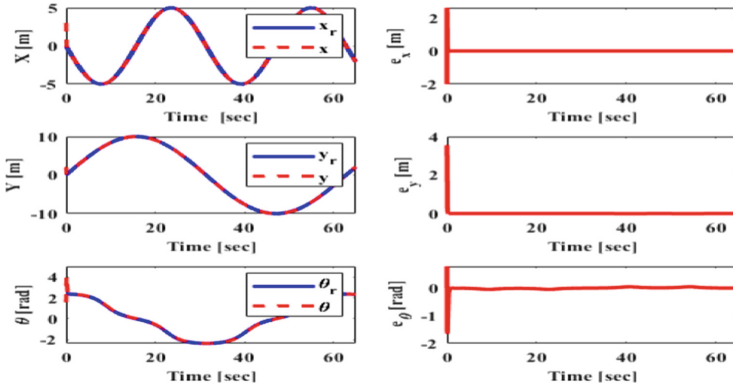 5
0
-5
X [m]
x_r
x
0
20
40
60
Time [sec]
2
0
-2
e_x [m]
0
20
40
60
Time [sec]
10
0
-10
Y [m]
y_r
y
0
20
40
60
Time [sec]
4
2
0
e_y [m]
0
20
40
60
Time [sec]
4
2
0
-2
θ [rad]
θ_r
θ
0
20
40
60
Time [sec]
0
-1
-2
e_θ [rad]
0
20
40
60
Time [sec]